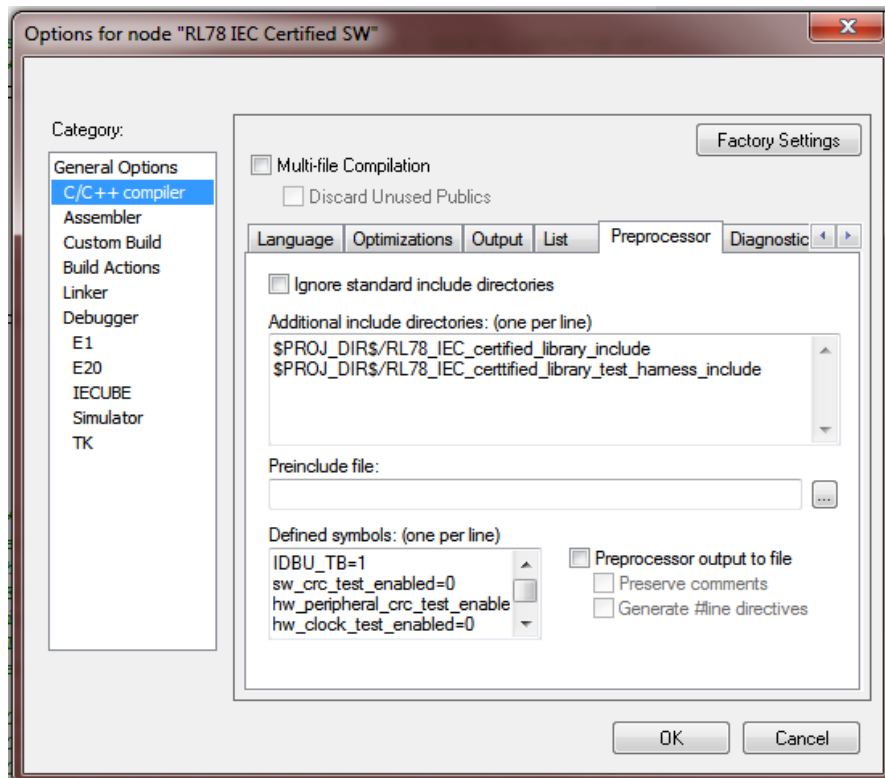 Options for node "RL78 IEC Certified SW"
Category:
Factory Settings
General Options
C/C++ compiler
Assembler
Custom Build
Build Actions
Linker
Debugger
E1
E20
IECUBE
Simulator
TK
Multi-file Compilation
Discard Unused Publics
Language Optimizations Output List Preprocessor Diagnostic
Ignore standard include directories
Additional include directories: (one per line)
$PROJ_DIR$/RL78_IEC_certified_library_include
$PROJ_DIR$/RL78_IEC_certtified_library_test_harness_include
Preinclude file:
...
Defined symbols: (one per line)
IDBU_TB=1
sw_crc_test_enabled=0
hw_peripheral_crc_test_enable
hw_clock_test_enabled=0
Preprocessor output to file
Preserve comments
Generate #line directives
OK Cancel